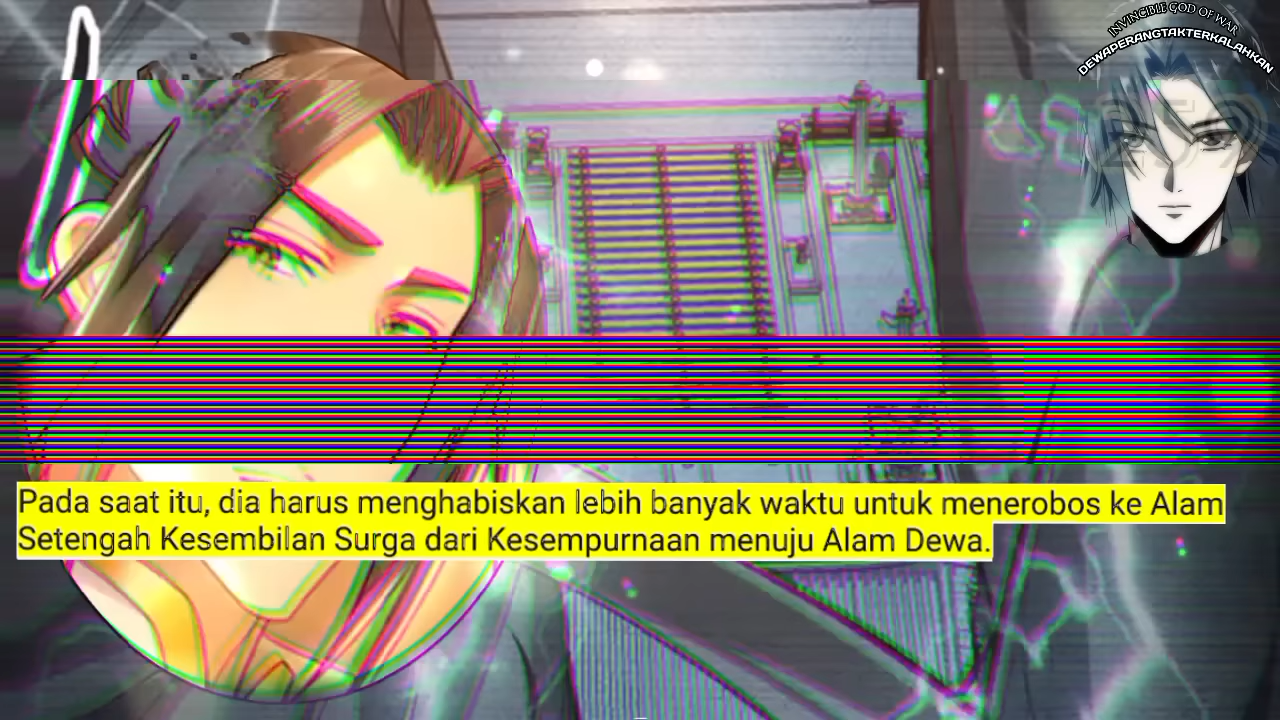 INVINCIBLE GOD OF WAR
DEWAPERANGTAKTERKALAHKAN
Pada saat itu, dia harus menghabiskan lebih banyak waktu untuk menerobos ke Alam
Setengah Kesembilan Surga dari Kesempurnaan menuju Alam Dewa.